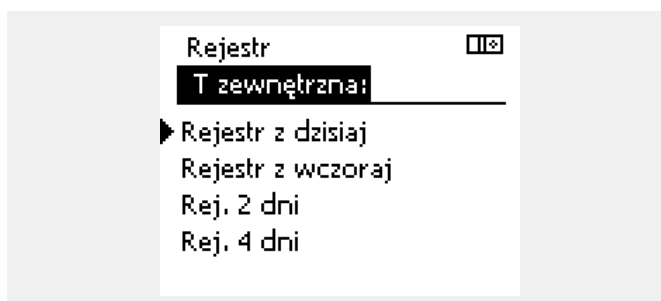 Rejestr
T zewnętrzna:
Rejestr z dzisiaj
Rejestr z wczoraj
Rej. 2 dni
Rej. 4 dni